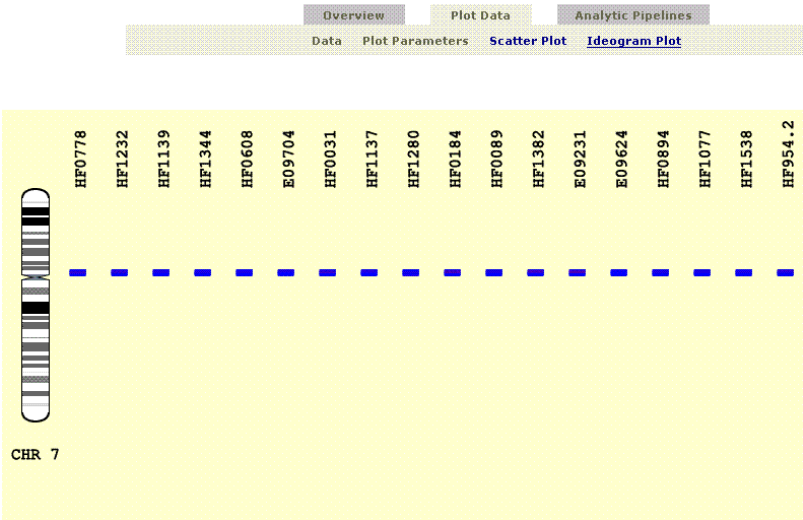 Overview Plot Data Analytic Pipelines
Data Plot Parameters Scatter Plot Ideogram Plot
HF0778
HF1232
HF1139
HF1344
HF0608
E09704
HF0031
HF1137
HF1280
HF0184
HF0089
HF1382
E09231
E09624
HF0894
HF1077
HF1538
HF954.2
CHR 7